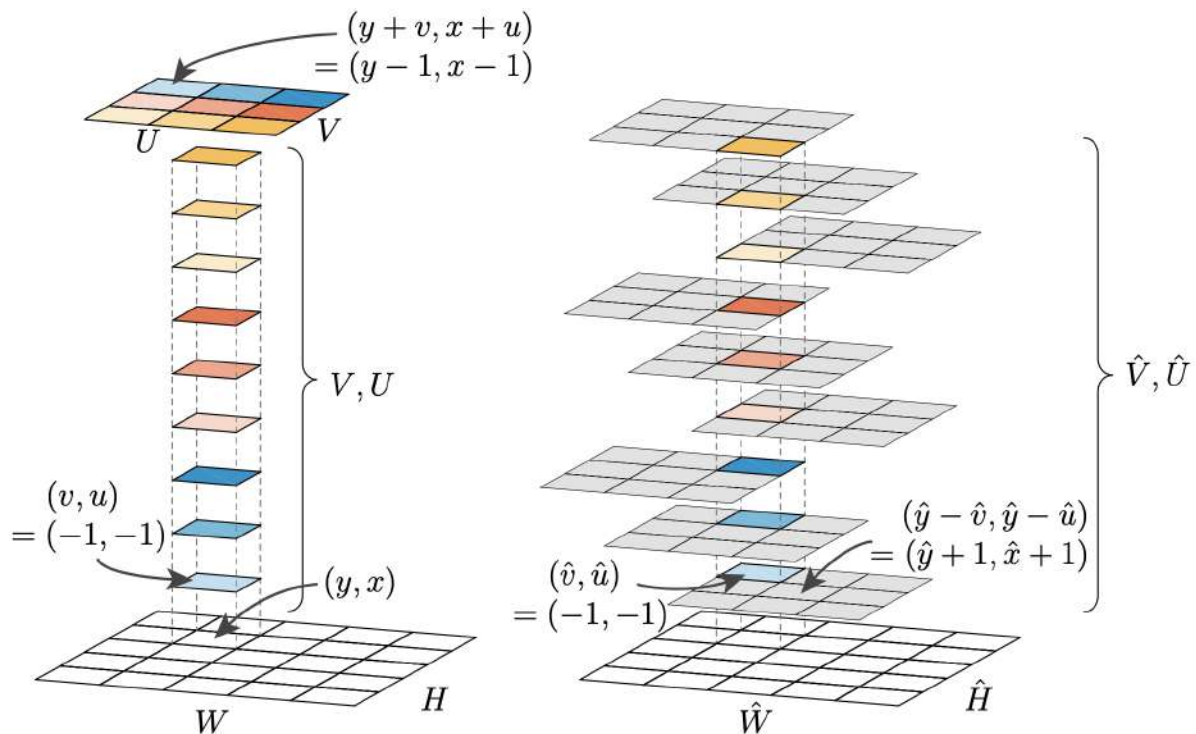 (y + v, x + u)
= (y − 1, x − 1)
U
V
V, U
(v, u)
= (−1, −1)
(y, x)
W
H
V̂, Û
(ŷ − v̂, ŷ − û)
= (ŷ + 1, x̂ + 1)
(v̂, û)
= (−1, −1)
Ŵ
Ĥ